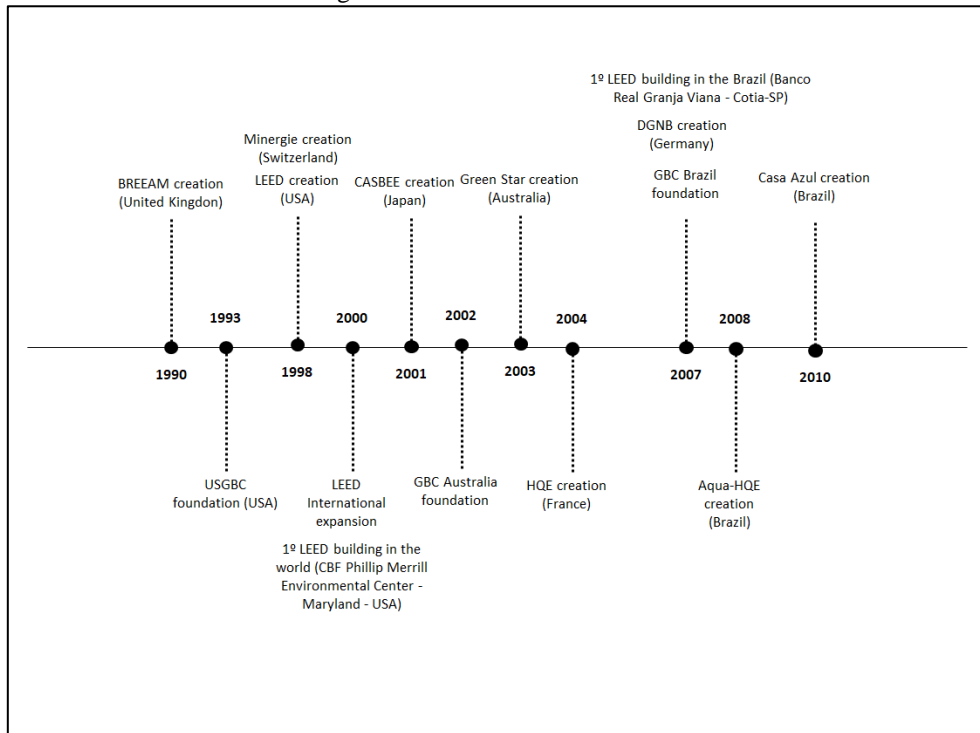 1º LEED building in the Brazil (Banco
Real Granja Viana - Cotia-SP)
DGNB creation
(Germany)
Minergie creation
(Switzerland)
BREEAM creation
(United Kingdon)
LEED creation
(USA)
CASBEE creation
(Japan)
Green Star creation
(Australia)
GBC Brazil
foundation
Casa Azul creation
(Brazil)
1993
2000
2002
2004
2008
1990
1998
2001
2003
2007
2010
USGBC
foundation (USA)
LEED
International
expansion
GBC Australia
foundation
HQE creation
(France)
Aqua-HQE
creation
(Brazil)
1º LEED building in the
world (CBF Phillip Merrill
Environmental Center -
Maryland - USA)